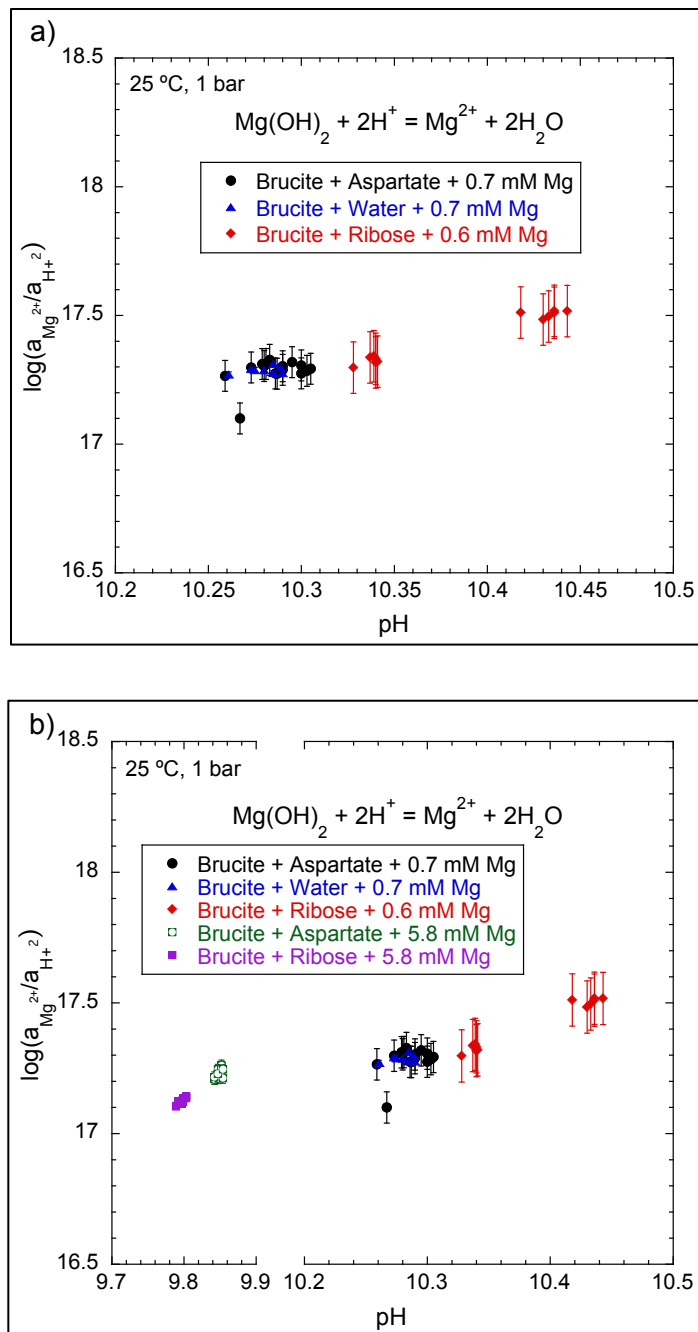 a)
18.5
25 ºC, 1 bar
Mg(OH)₂ + 2H⁺ = Mg²⁺ + 2H₂O
Brucite + Aspartate + 0.7 mM Mg
Brucite + Water + 0.7 mM Mg
Brucite + Ribose + 0.6 mM Mg
18
log(a_Mg²⁺/a_H+²)
17.5
17
16.5
10.2 10.25 10.3 10.35 10.4 10.45 10.5
pH
b)
18.5
25 ºC, 1 bar
Mg(OH)₂ + 2H⁺ = Mg²⁺ + 2H₂O
Brucite + Aspartate + 0.7 mM Mg
Brucite + Water + 0.7 mM Mg
Brucite + Ribose + 0.6 mM Mg
Brucite + Aspartate + 5.8 mM Mg
Brucite + Ribose + 5.8 mM Mg
18
log(a_Mg²⁺/a_H+²)
17.5
17
16.5
9.7 9.8 9.9 10.2 10.3 10.4 10.5
pH